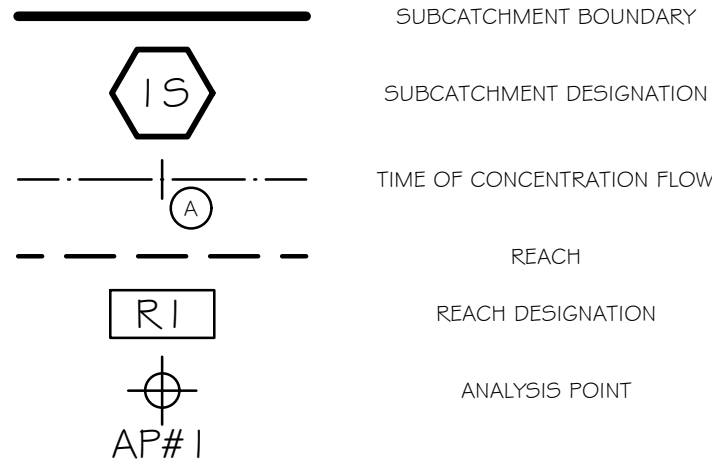 SUBCATCHMENT BOUNDARY
1S
SUBCATCHMENT DESIGNATION
TIME OF CONCENTRATION FLOW
A
REACH
R1
REACH DESIGNATION
ANALYSIS POINT
AP#1